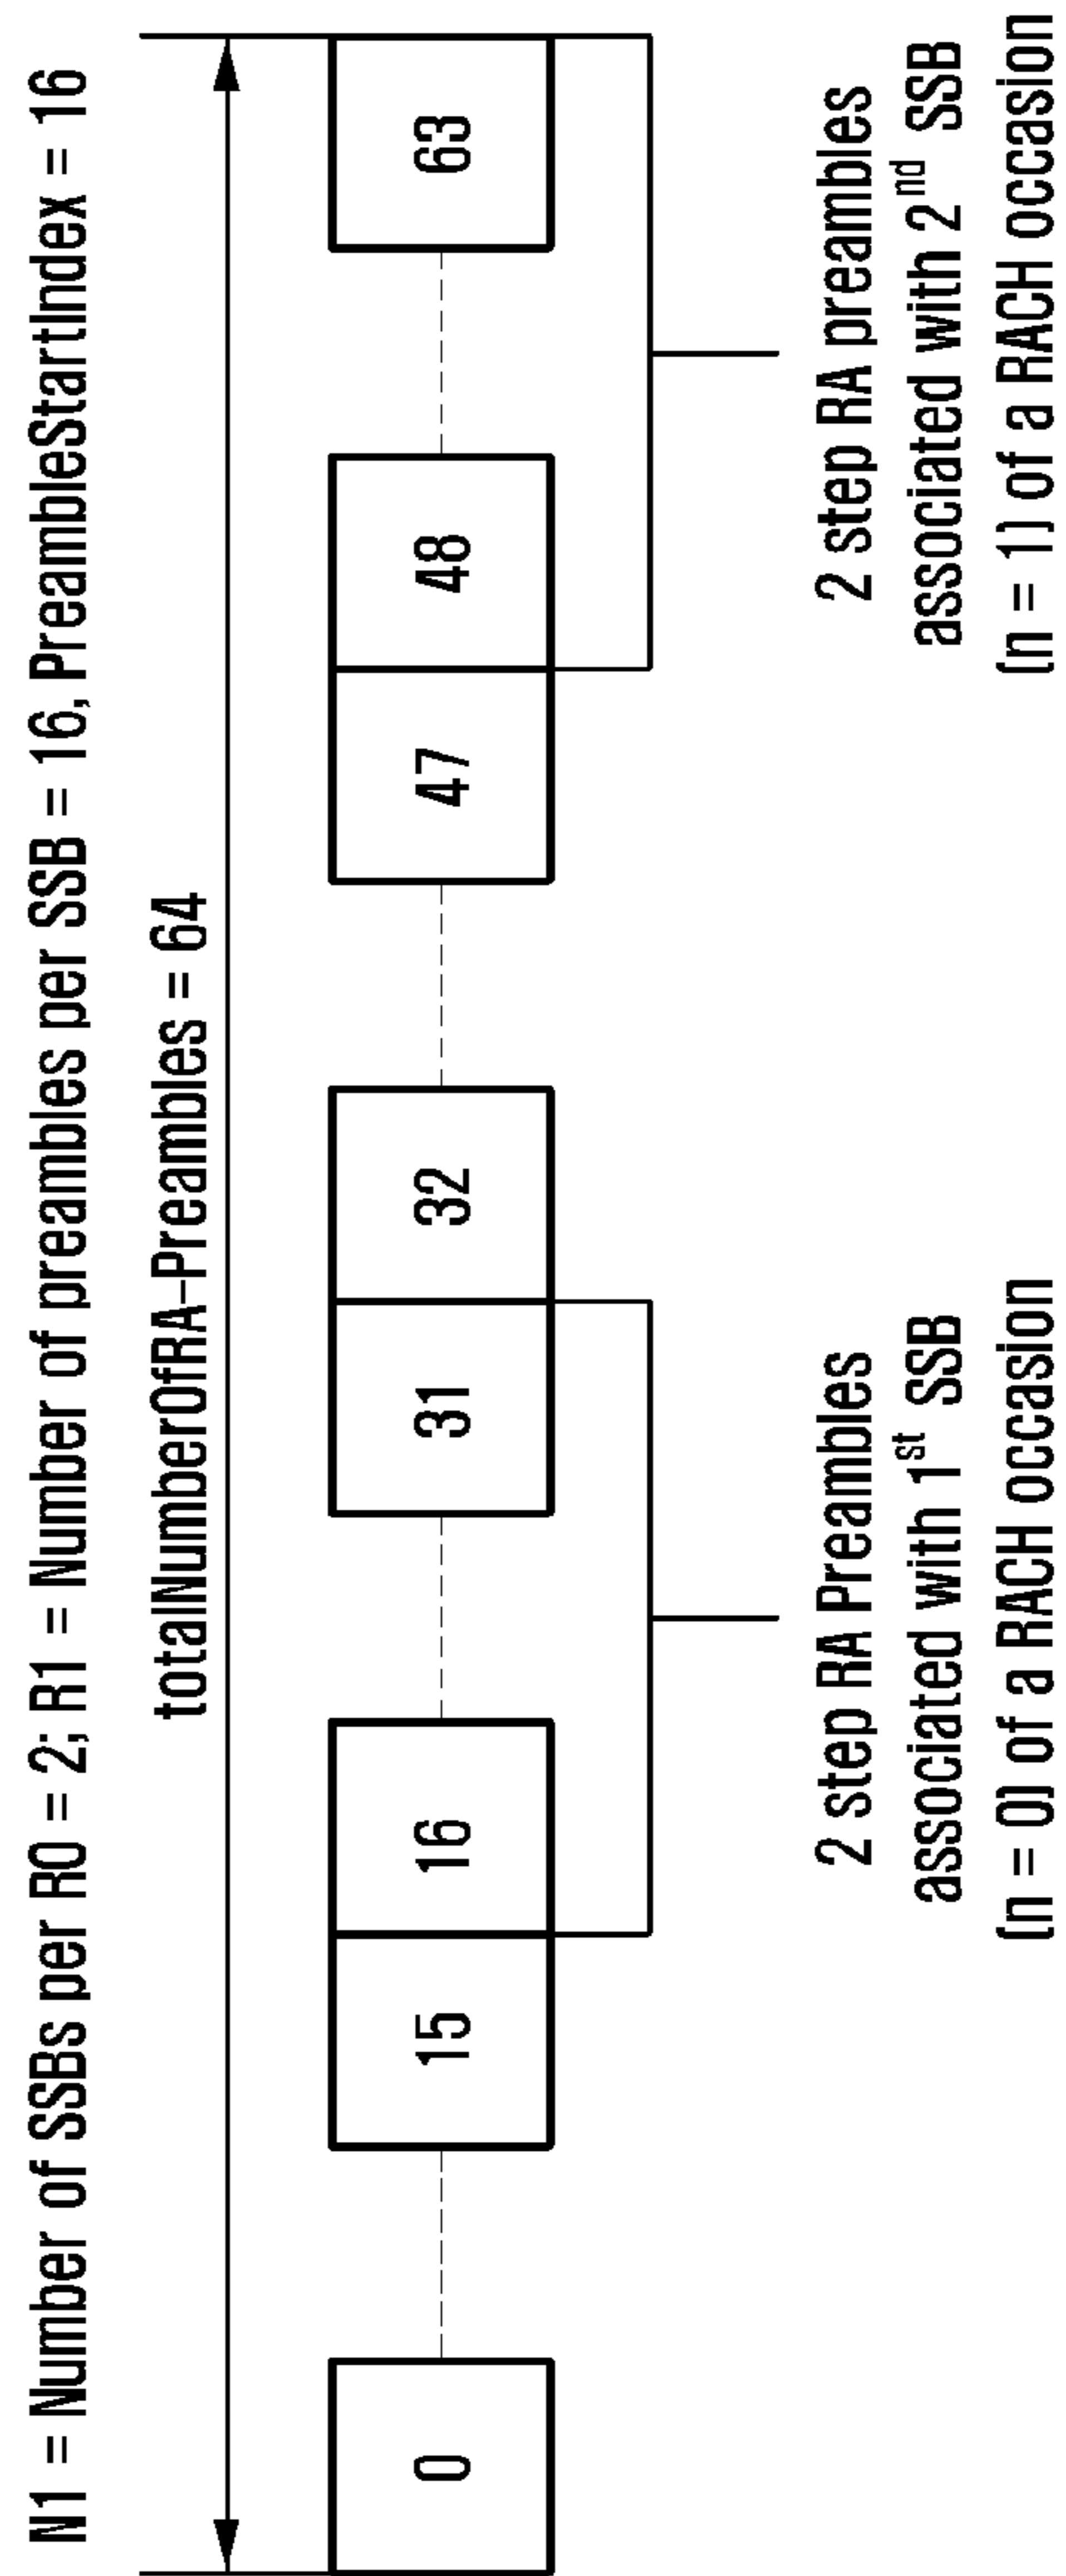 N1 = Number of SSBs per RO = 2; R1 = Number of preambles per SSB = 16, PreambleStartIndex = 16
totalNumberOfRA-Preambles = 64
0
15
16
31
32
47
48
63
2 step RA Preambles
associated with 1st SSB
(n = 0) of a RACH occasion
2 step RA preambles
associated with 2nd SSB
(n = 1) of a RACH occasion